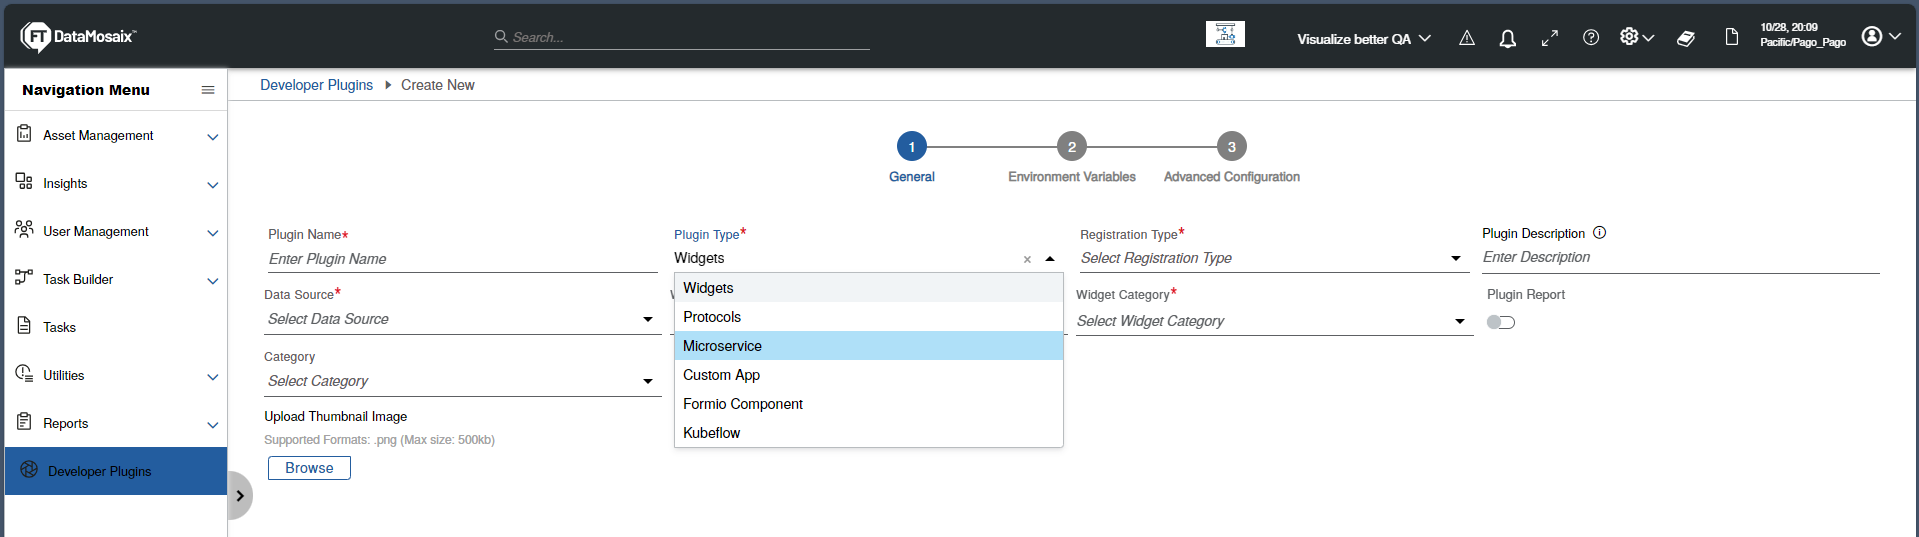 FT DataMosaix™
Search...
Visualize better QA
10/28, 20:09
Pacific/Pago_Pago
Navigation Menu
Asset Management
Insights
User Management
Task Builder
Tasks
Utilities
Reports
Developer Plugins
Developer Plugins Create New
1 2 3
General Environment Variables Advanced Configuration
Plugin Name* Plugin Type* Registration Type* Plugin Description
Enter Plugin Name Widgets × Select Registration Type Enter Description
Data Source* Widget Category* Plugin Report
Select Data Source Select Widget Category
Category
Select Category
Upload Thumbnail Image
Supported Formats: .png (Max size: 500kb)
Browse
Widgets
Protocols
Microservice
Custom App
Formio Component
Kubeflow